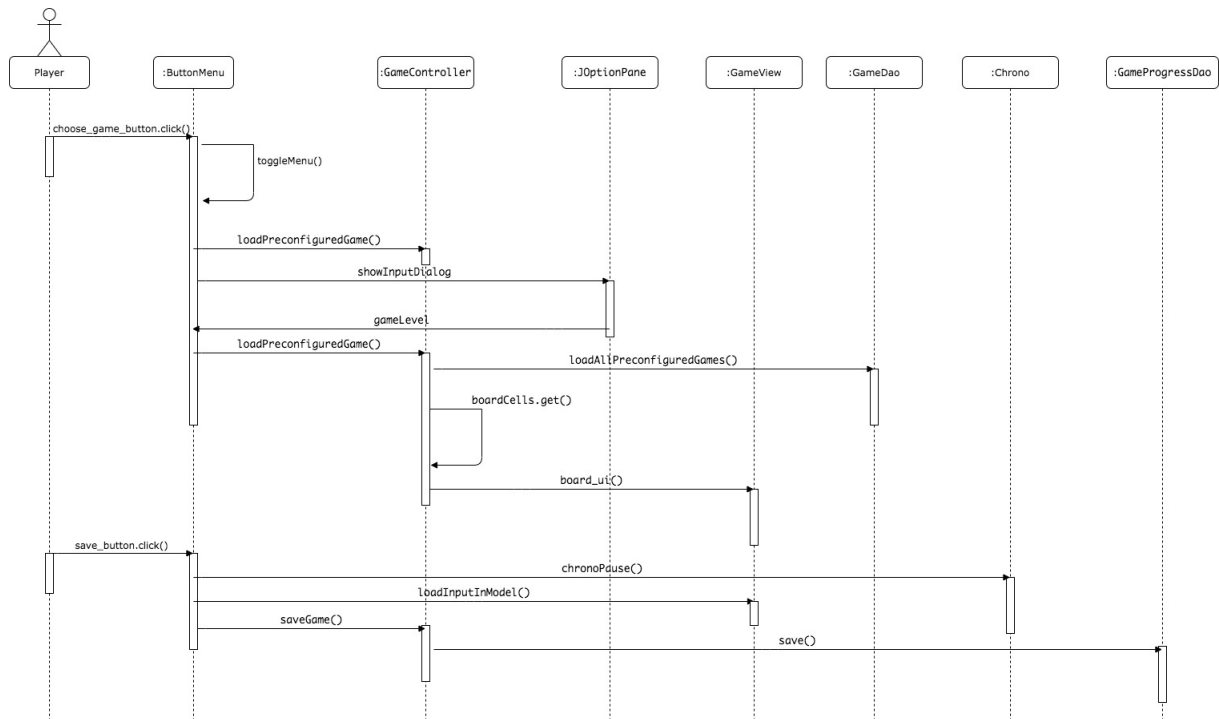 Player
:ButtonMenu
:GameController
:JOptionPane
:GameView
:GameDao
:Chrono
:GameProgressDao
choose_game_button.click()
toggleMenu()
loadPreconfiguredGame()
showInputDialog
gameLevel
loadPreconfiguredGame()
loadAllPreconfiguredGames()
boardCells.get()
board_ui()
save_button.click()
chronoPause()
loadInputInModel()
saveGame()
save()